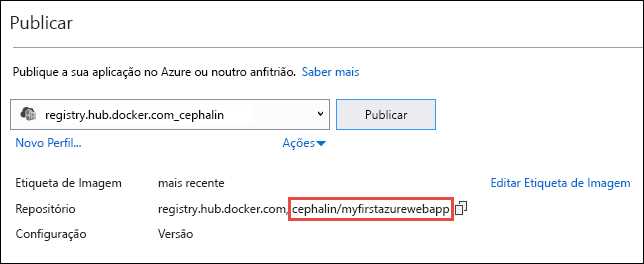 Publicar
Publique a sua aplicação no Azure ou noutro anfitrião. Saber mais
registry.hub.docker.com_cephalin Publicar
Novo Perfil... Ações
Etiqueta de Imagem mais recente Editar Etiqueta de Imagem
Repositório registry.hub.docker.com/cephalin/myfirstazurewebapp
Configuração Versão